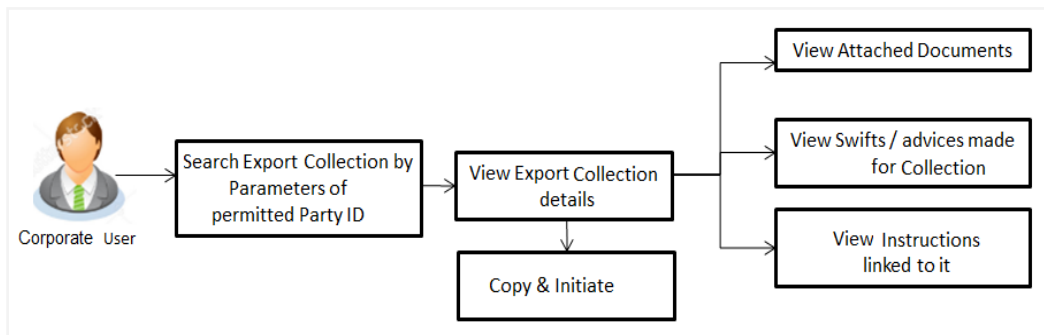 View Attached Documents
Search Export Collection by
Parameters of
permitted Party ID
View Export Collection
details
View Swifts / advices made
for Collection
Corporate User
Copy & Initiate
View Instructions
linked to it